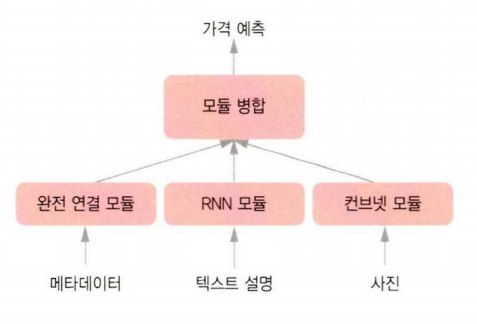 가격 예측
모듈 병합
완전 연결 모듈
RNN 모듈
컨브넷 모듈
메타데이터
텍스트 설명
사진